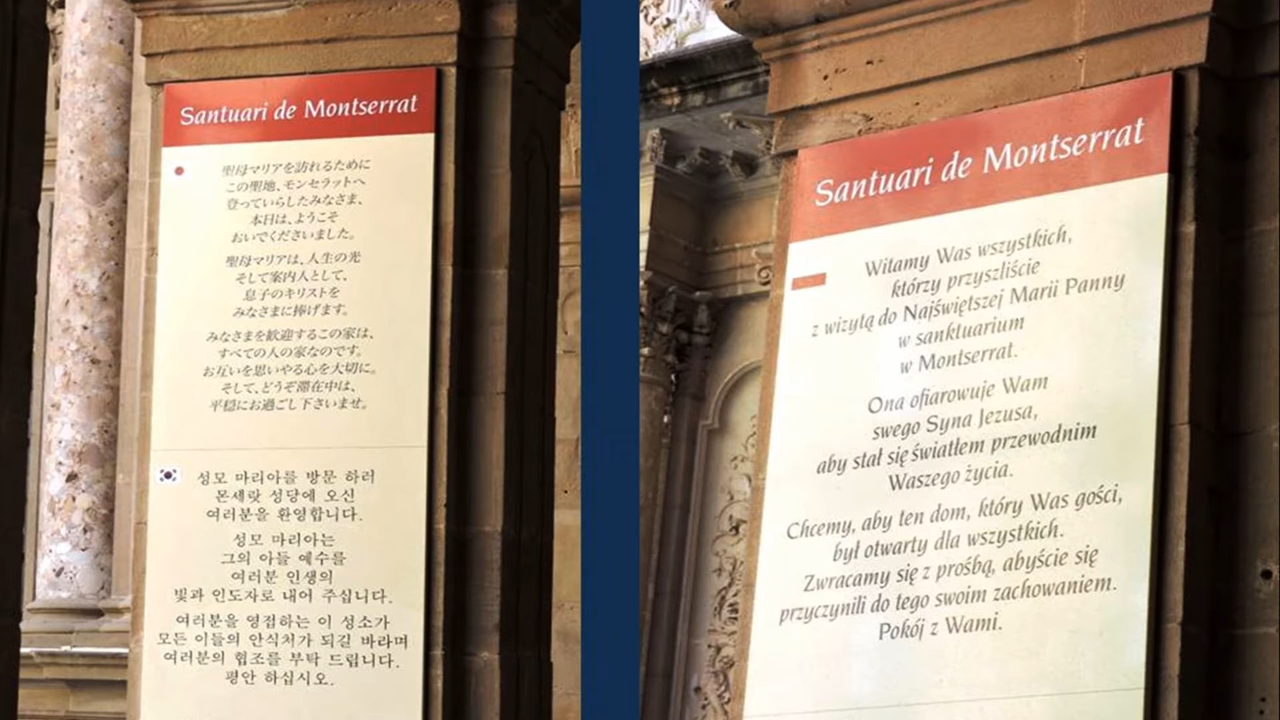 Santuari de Montserrat
聖母マリアを訪れるために
この聖地、モンセラットへ
登っていらしたみなさま、
本日は、ようこそ
おいでくださいました。
聖母マリアは、人生の光
そして案内人として、
息子のキリストを
みなさまに捧げます。
みなさまを歓迎するこの家は、
すべての人の家なのです。
お互いを思いやる心を大切に。
そして、どうぞ滞在中は、
平穏にお過ごし下さいませ。
성모 마리아를 방문 하러
몬세랏 성당에 오신
여러분을 환영합니다.
성모 마리아는
그의 아들 예수를
여러분 인생의
빛과 인도자로 내어 주십니다.
여러분을 영접하는 이 성소가
모든 이들의 안식처가 되길 바라며
여러분의 협조를 부탁 드립니다.
평안 하십시오.
Santuari de Montserrat
Witamy Was wszystkich,
którzy przyszliście
z wizytą do Najświętszej Marii Panny
w sanktuarium
w Montserrat.
Ona ofiarowuje Wam
swego Syna Jezusa,
aby stał się światłem przewodnim
Waszego życia.
Chcemy, aby ten dom, który Was gości,
był otwarty dla wszystkich.
Zwracamy się z prośbą, abyście się
przyczynili do tego swoim zachowaniem.
Pokój z Wami.